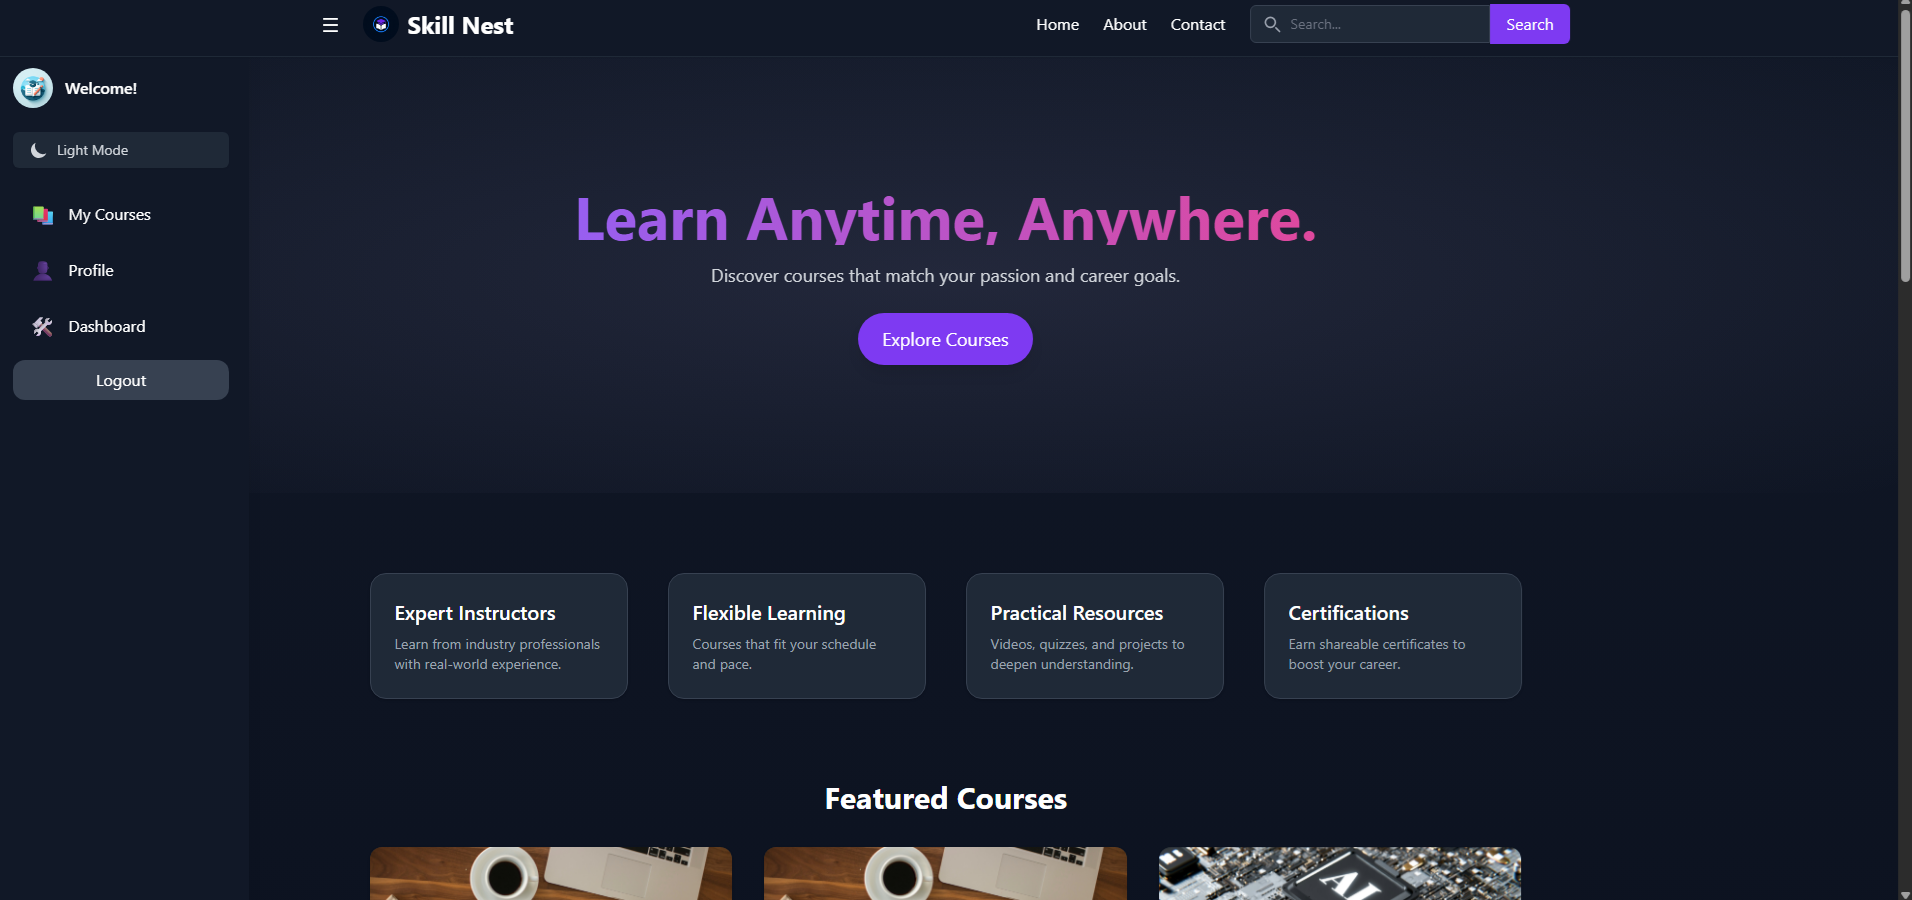 Skill Nest
Home
About
Contact
Search...
Search
Welcome!
Light Mode
My Courses
Profile
Dashboard
Logout
Learn Anytime, Anywhere.
Discover courses that match your passion and career goals.
Explore Courses
Expert Instructors
Learn from industry professionals
with real-world experience.
Flexible Learning
Courses that fit your schedule
and pace.
Practical Resources
Videos, quizzes, and projects to
deepen understanding.
Certifications
Earn shareable certificates to
boost your career.
Featured Courses
AI